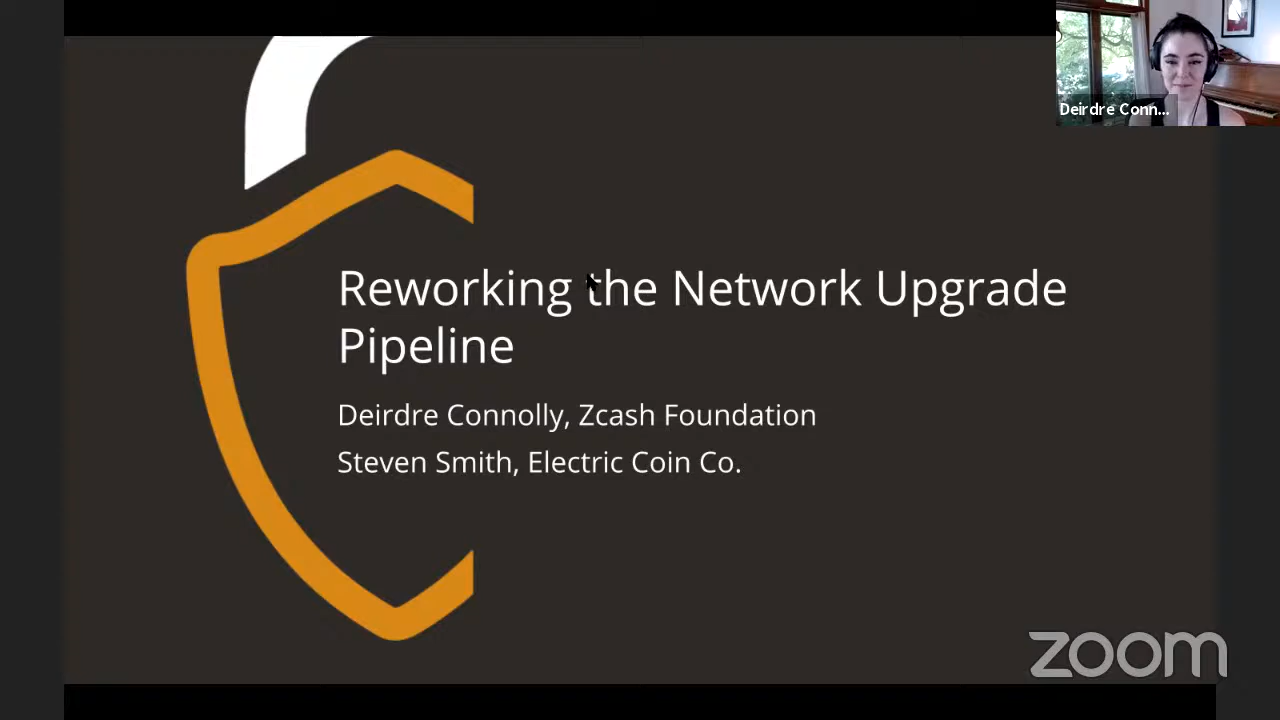 Deirdre Conn...
Reworking the Network Upgrade
Pipeline
Deirdre Connolly, Zcash Foundation
Steven Smith, Electric Coin Co.
zoom